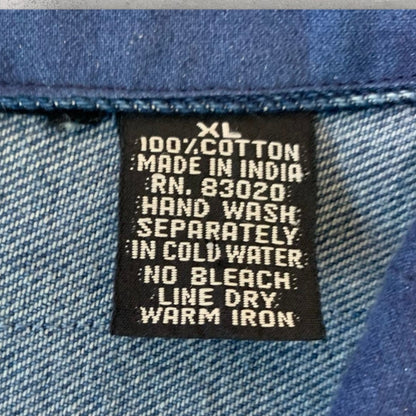 XL
100% COTTON
MADE IN INDIA
RN. 83020
HAND WASH
SEPARATELY
IN COLD WATER
NO BLEACH
LINE DRY
WARM IRON